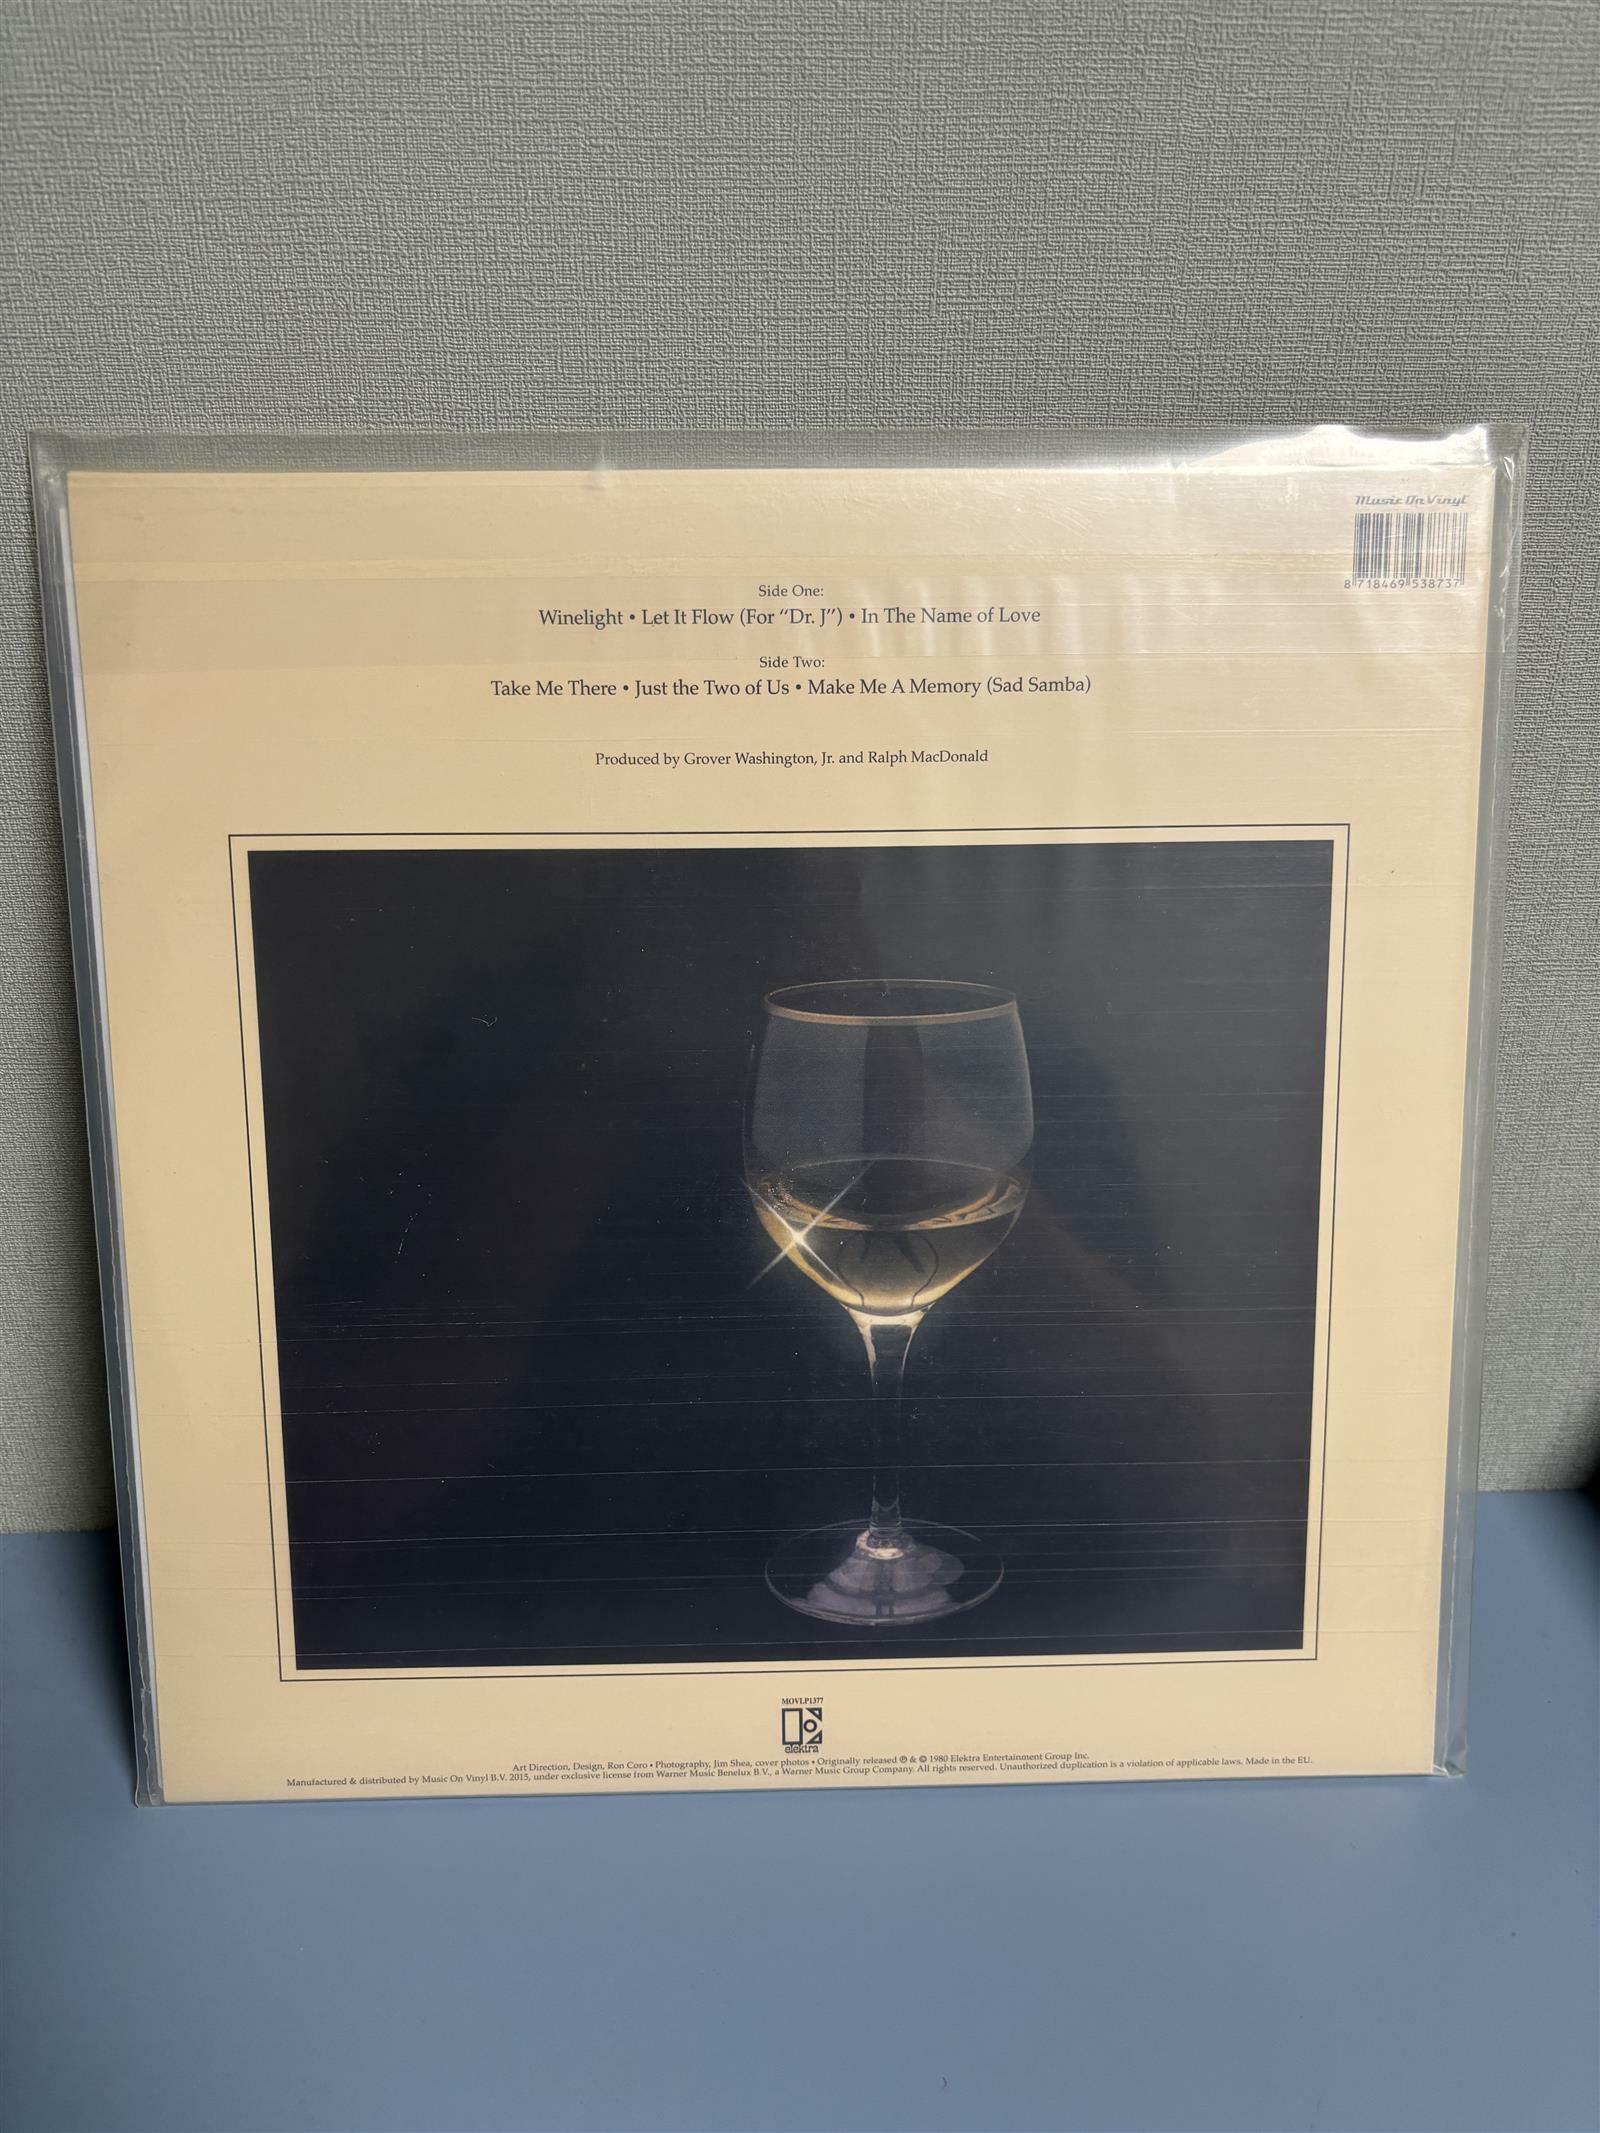 Music On Vinyl
8 718469 538737
Side One:
Winelight • Let It Flow (For “Dr. J”) • In The Name of Love
Side Two:
Take Me There • Just the Two of Us • Make Me A Memory (Sad Samba)
Produced by Grover Washington, Jr. and Ralph MacDonald
MOVLP1377
elektra
Art Direction, Design, Ron Coro • Photography, Jim Shea, cover photos • Originally released ℗ & © 1980 Elektra Entertainment Group Inc.
Manufactured & distributed by Music On Vinyl B.V. 2015, under exclusive license from Warner Music Benelux B.V., a Warner Music Group Company. All rights reserved. Unauthorized duplication is a violation of applicable laws. Made in the EU.